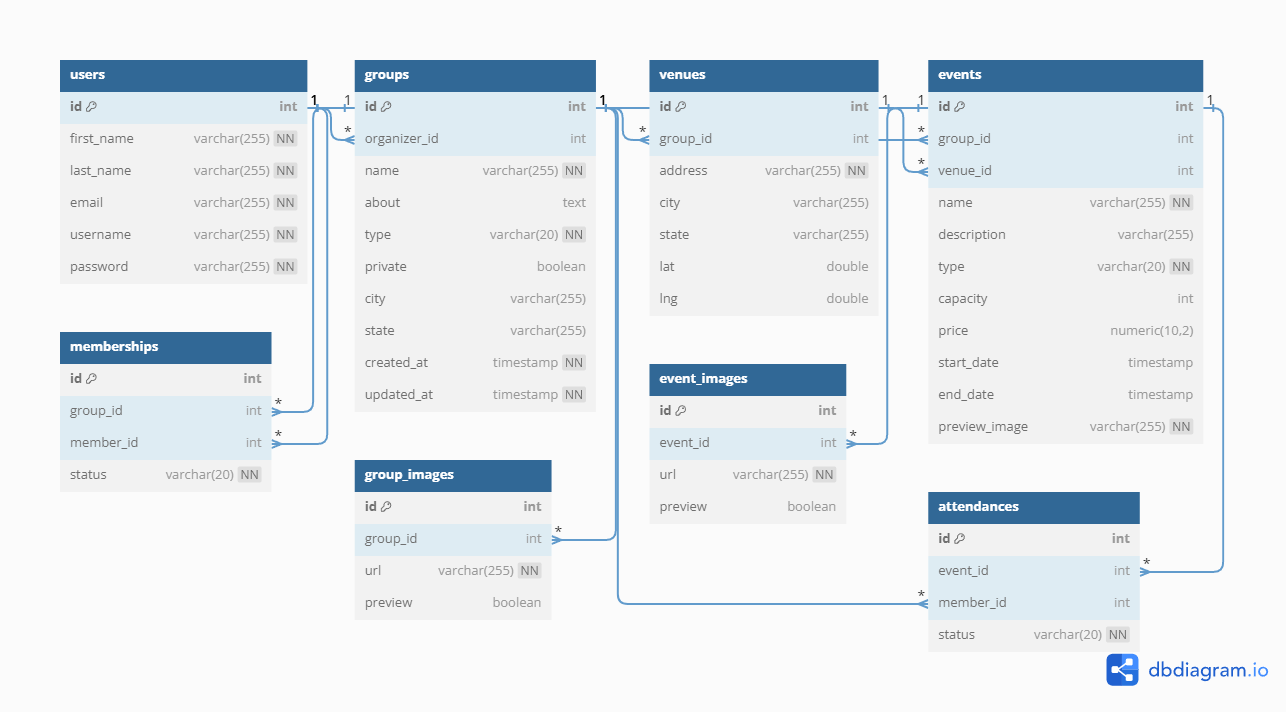 users
id int
first_name varchar(255) NN
last_name varchar(255) NN
email varchar(255) NN
username varchar(255) NN
password varchar(255) NN
memberships
id int
group_id int
member_id int
status varchar(20) NN
groups
id int
organizer_id int
name varchar(255) NN
about text
type varchar(20) NN
private boolean
city varchar(255)
state varchar(255)
created_at timestamp NN
updated_at timestamp NN
group_images
id int
group_id int
url varchar(255) NN
preview boolean
venues
id int
group_id int
address varchar(255) NN
city varchar(255)
state varchar(255)
lat double
lng double
event_images
id int
event_id int
url varchar(255) NN
preview boolean
events
id int
group_id int
venue_id int
name varchar(255) NN
description varchar(255)
type varchar(20) NN
capacity int
price numeric(10,2)
start_date timestamp
end_date timestamp
preview_image varchar(255) NN
attendances
id int
event_id int
member_id int
status varchar(20) NN
1 1 1 1 1 1
* * * *
*
*
*
*
*
*
dbdiagram.io